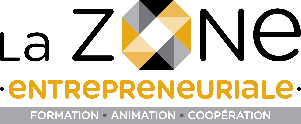 La ZONe
• eNTRePReNeURIALe •
FORMATION • ANIMATION • COOPÉRATION